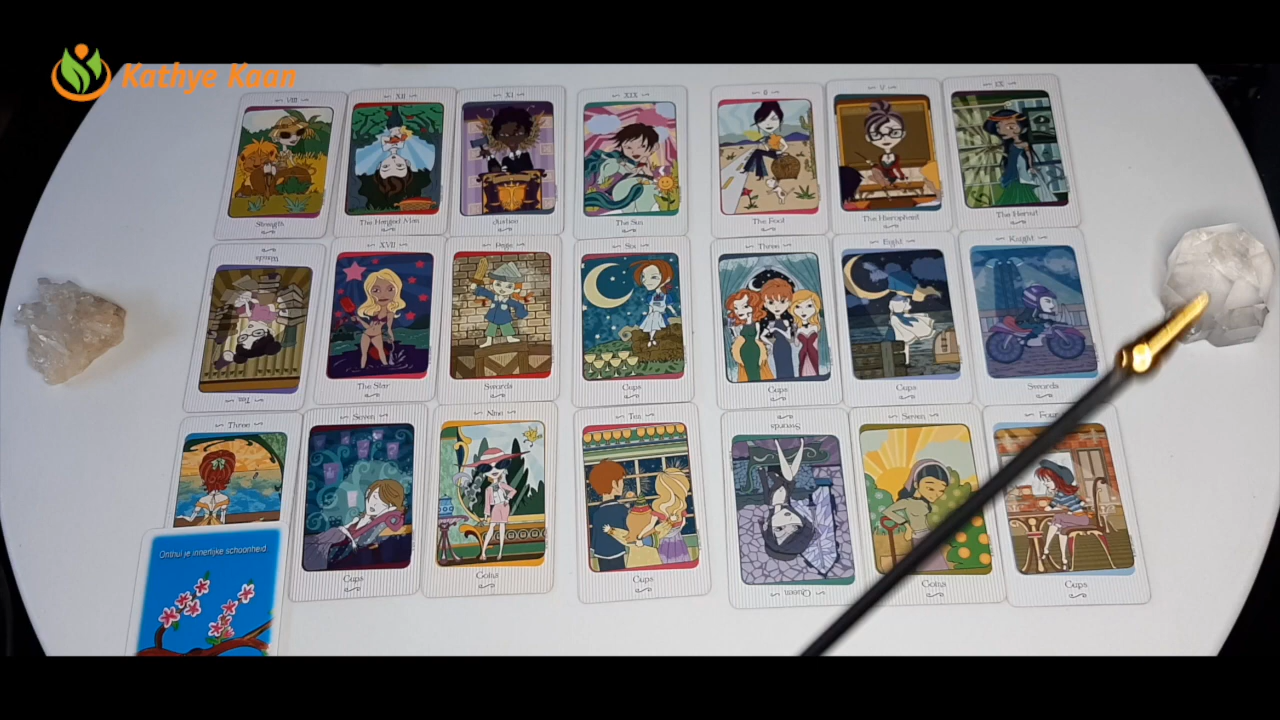 Kathye Kaan
VIII
XII
XI
XIX
0
V
IX
Strength
The Hanged Man
Justice
The Sun
The Fool
The Hierophant
The Hermit
Wands
XVII
Page
Six
Three
Eight
Knight
Ten
The Star
Swords
Cups
Cups
Cups
Swords
Three
Seven
Nine
Ten
Swords
Seven
Four
Cups
Coins
Cups
Queen
Coins
Cups
Onthul je innerlijke schoonheid.